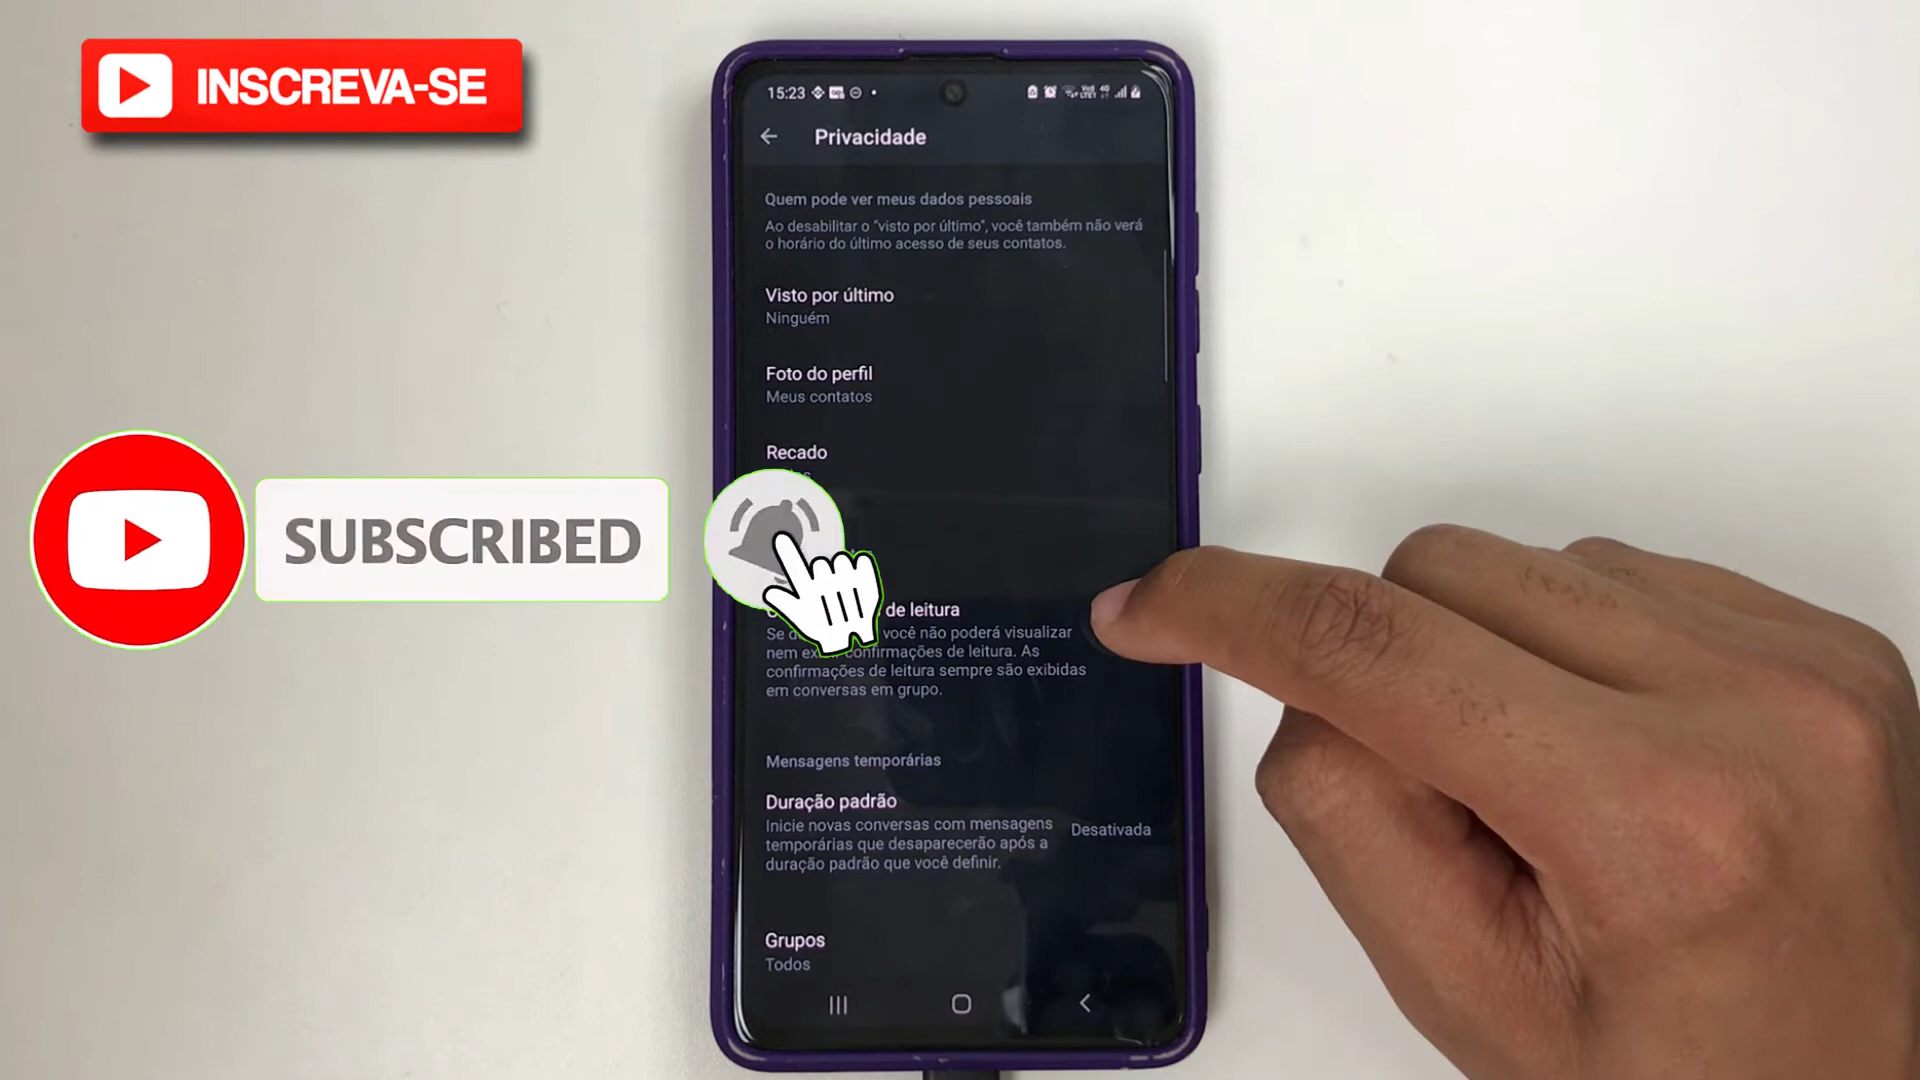 INSCREVA-SE
SUBSCRIBED
15:23
Privacidade
Quem pode ver meus dados pessoais
Ao desabilitar o "visto por último", você também não verá
o horário do último acesso de seus contatos.
Visto por último
Ninguém
Foto do perfil
Meus contatos
Recado
de leitura
você não poderá visualizar
confirmações de leitura. As
confirmações de leitura sempre são exibidas
em conversas em grupo.
Mensagens temporárias
Duração padrão
Inicie novas conversas com mensagens
temporárias que desaparecerão após a
duração padrão que você definir.
Desativada
Grupos
Todos